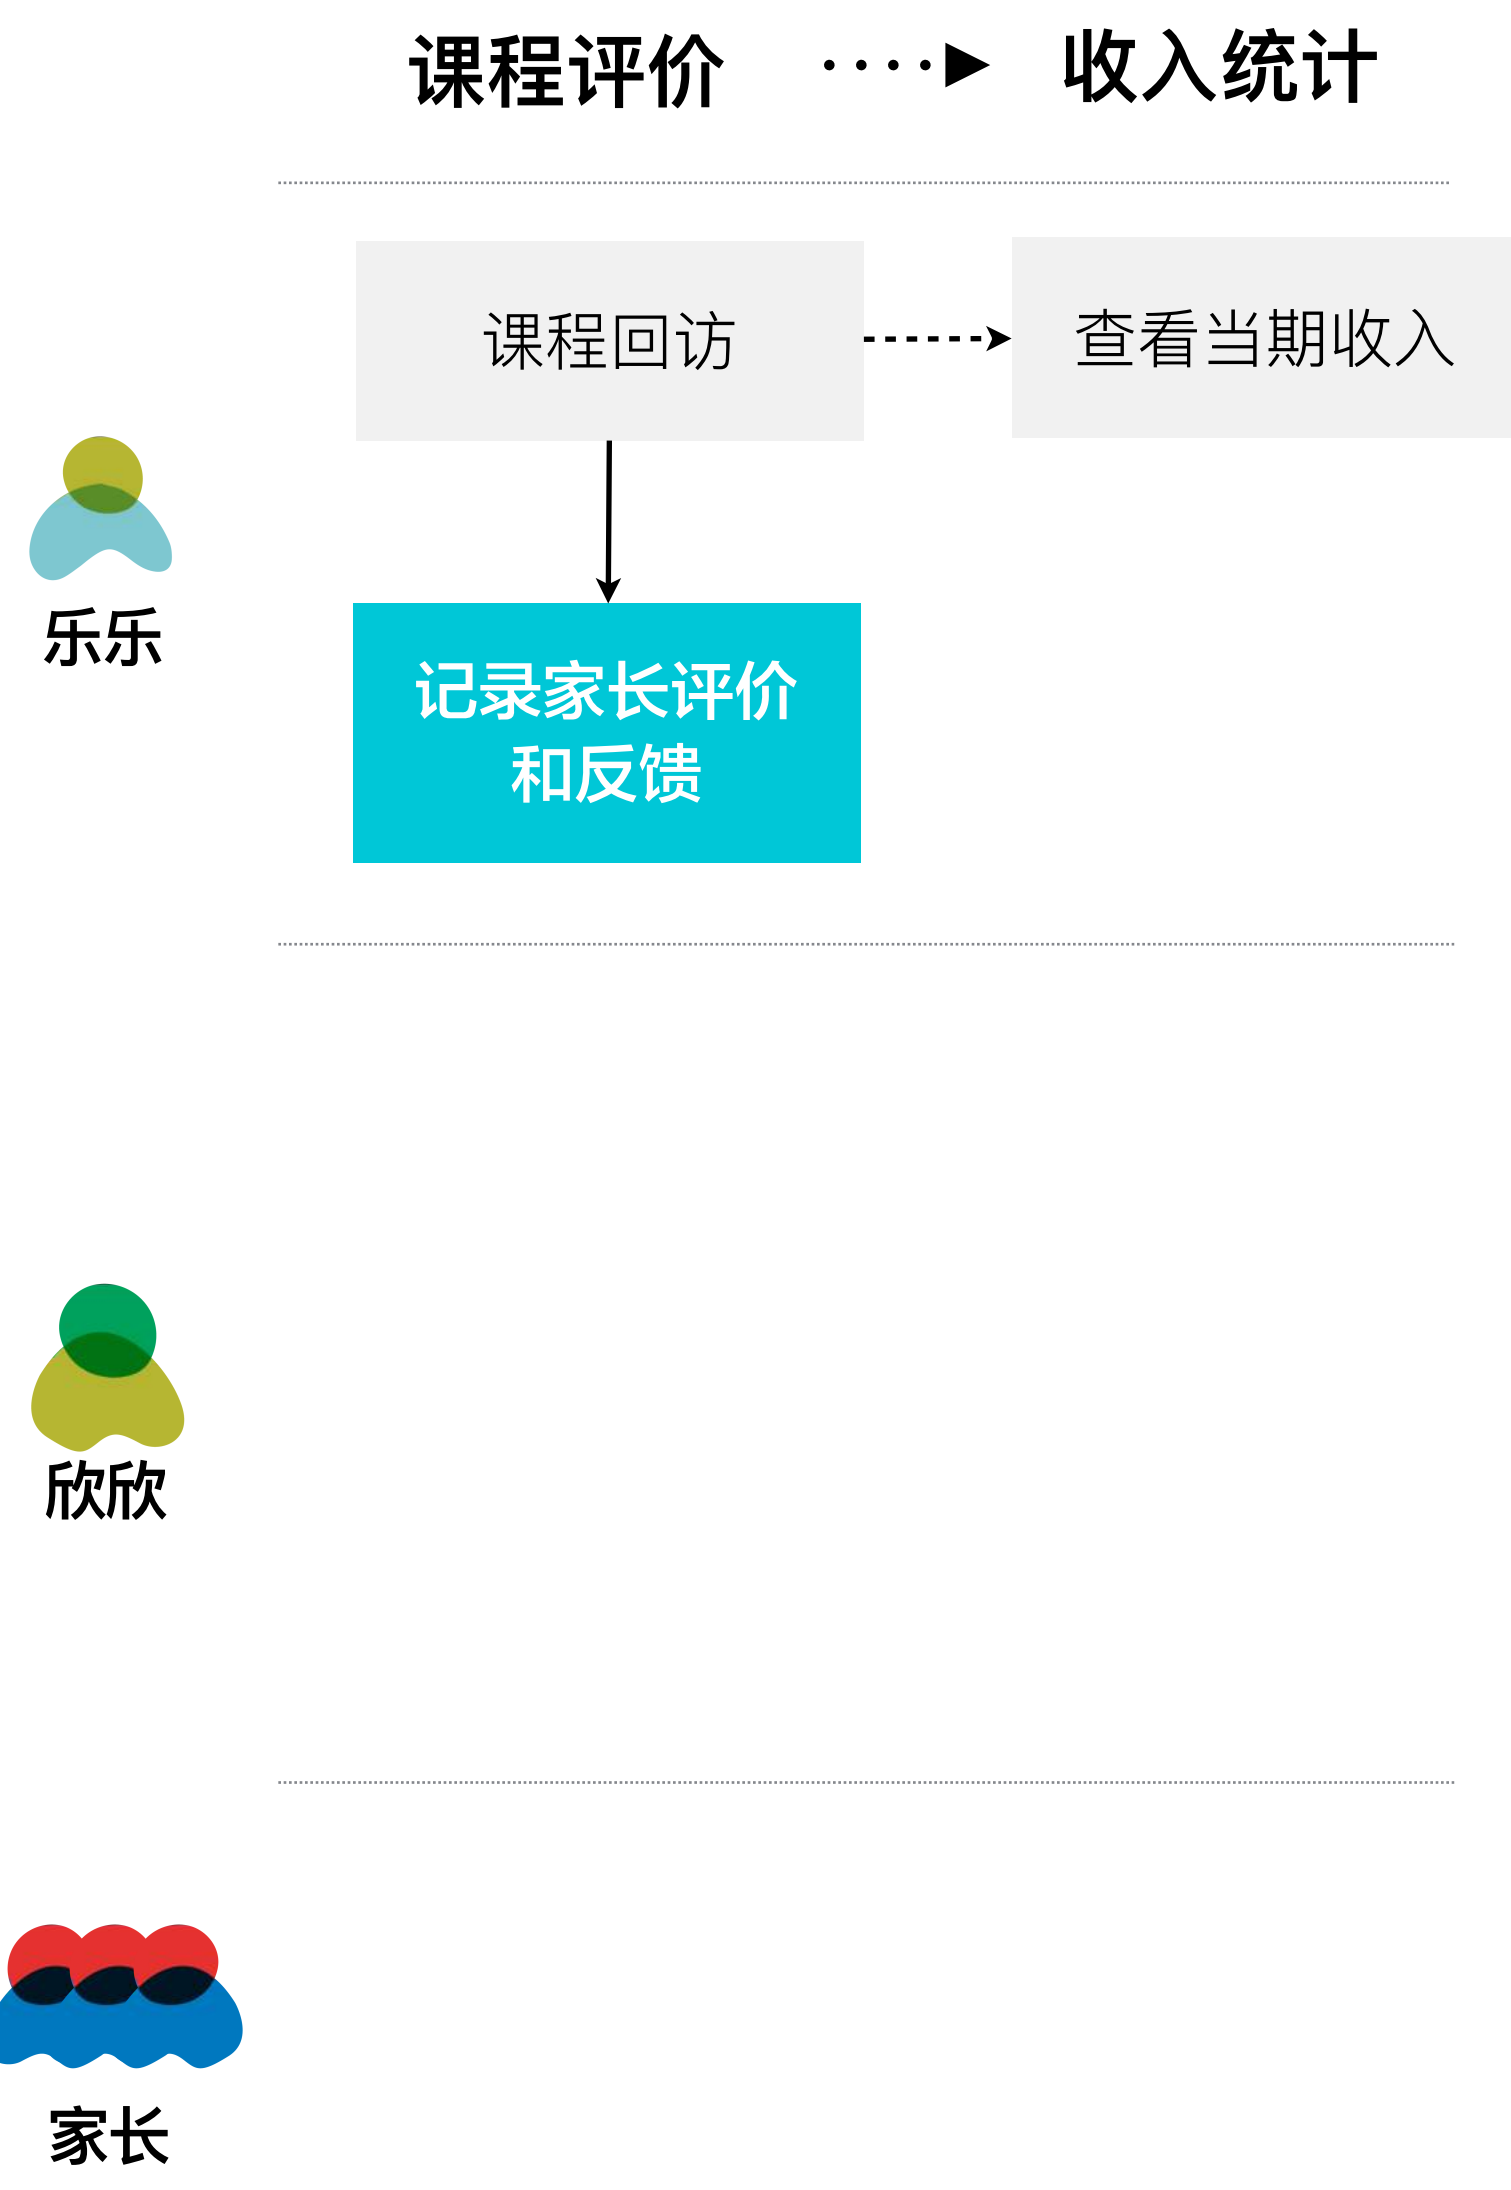 课程评价
收入统计
课程回访
查看当期收入
乐乐
记录家长评价
和反馈
欣欣
家长